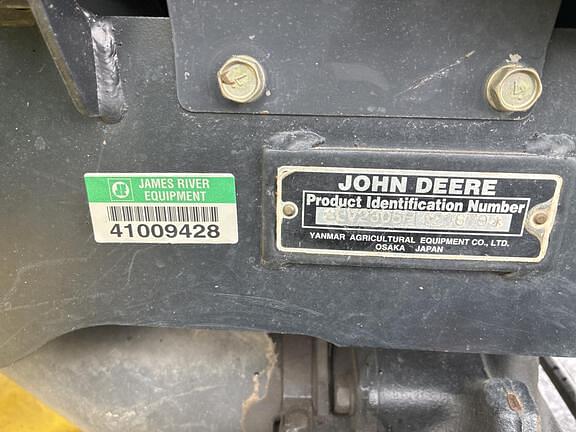 JAMES RIVER
EQUIPMENT
41009428
JOHN DEERE
Product Identification Number
YANMAR AGRICULTURAL EQUIPMENT CO., LTD.
OSAKA JAPAN